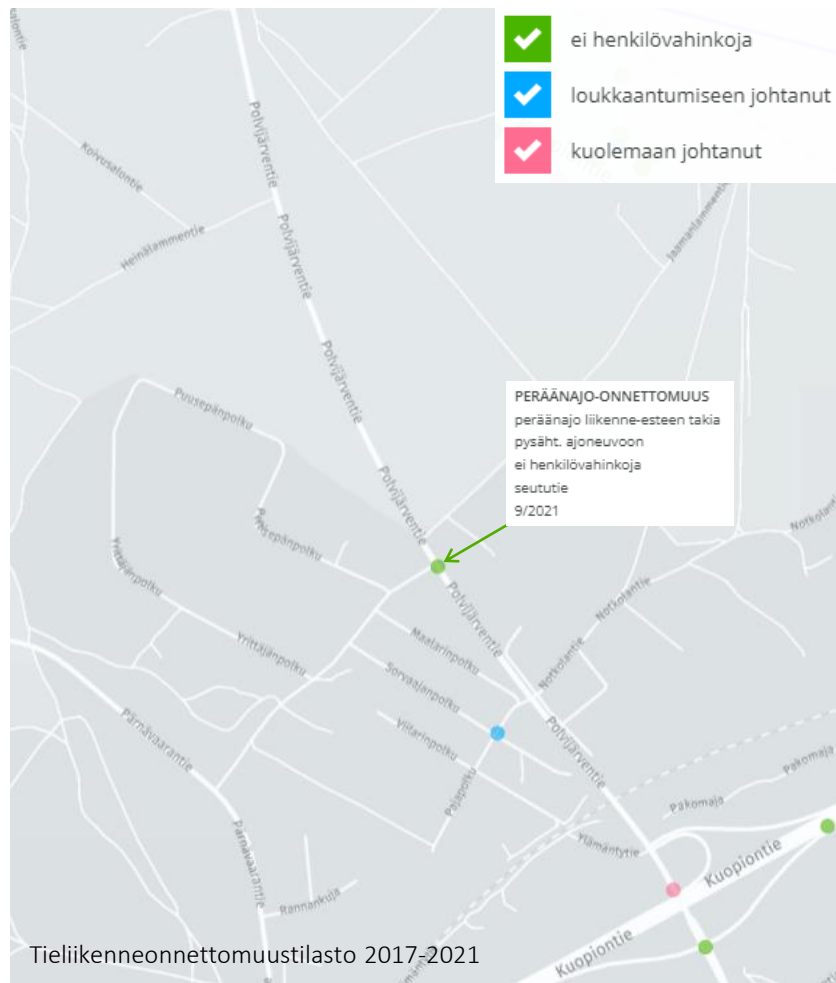 ei henkilövahinkoja
loukkaantumiseen johtanut
kuolemaan johtanut
Polvijärventie
Koivusalontie
Jaamanlammentie
Polvijärventie
Heinälammentie
Polvijärventie
PERÄÄNAJO-ONNETTOMUUS
peräänajo liikenne-esteen takia
pysäht. ajoneuvoon
ei henkilövahinkoja
seututie
9/2021
Puusepänpolku
Polvijärventie
Puusepänpolku
Notkolantie
Yrittäjänpolku
Polvijärventie
Notkolantie
Maalarinpolku
Yrittäjänpolku
Notkolantie
Sorvaajanpolku
Pärnävaarantie
Viilarinpolku
Polvijärventie
Pajapolku
Pakomaja
Pakomaja
Ylämäntytie
Pärnävaarantie
Kuopiontie
Rannankuja
Kuopiontie
Tieliikenneonnettomuustilasto 2017-2021